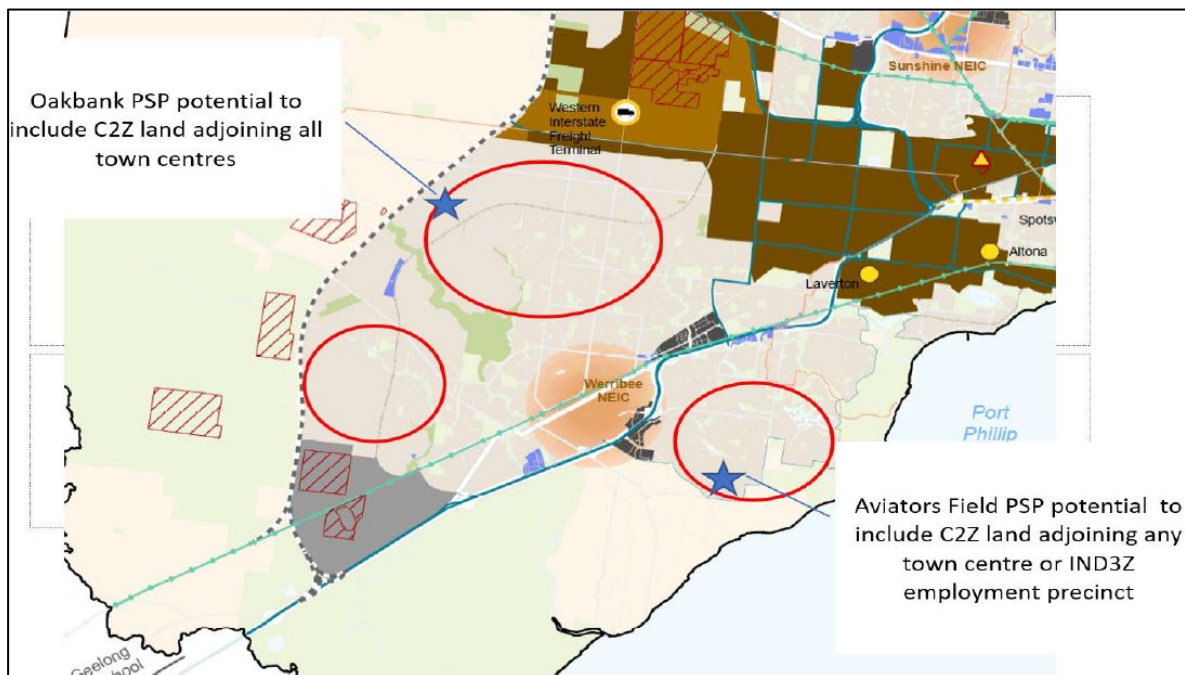 Oakbank PSP potential to
include C2Z land adjoining all
town centres
Sunshine NEIC
Western
Interstate
Freight
Terminal
Altona
Laverton
Werribee
NEIC
Port
Phillip
Aviators Field PSP potential  to
include C2Z land adjoining any
town centre or IND3Z
employment precinct
Geelong